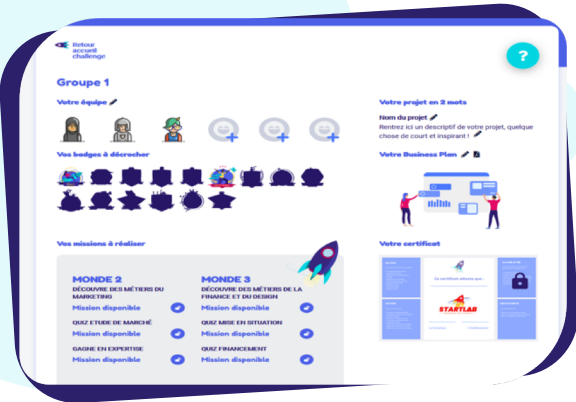 Retour
accueil
challenge
?
Groupe 1
Votre équipe
Votre projet en 2 mots
Nom du projet
Rentrez ici un descriptif de votre projet, quelque
chose de court et inspirant !
Vos badges à décrocher
Votre Business Plan
Vos missions à réaliser
Votre certificat
MONDE 2
DÉCOUVRE DES MÉTIERS DU
MARKETING
Mission disponible
QUIZ ETUDE DE MARCHÉ
Mission disponible
GAGNE EN EXPERTISE
Mission disponible
MONDE 3
DÉCOUVRE DES MÉTIERS DE LA
FINANCE ET DU DESIGN
Mission disponible
QUIZ MISE EN SITUATION
Mission disponible
QUIZ FINANCEMENT
Mission disponible
Ce certificat atteste que :
STARTLAB